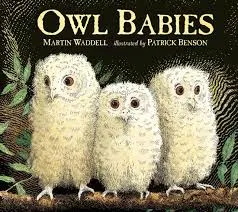 OWL BABIES
MARTIN WADDELL illustrated by PATRICK BENSON